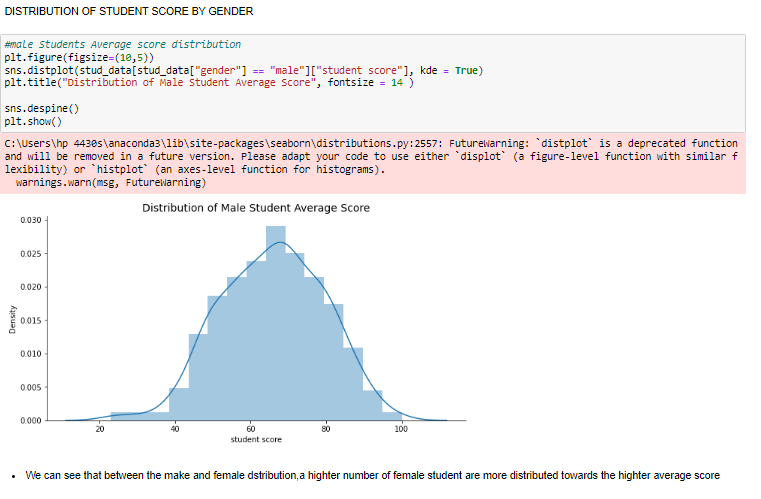 DISTRIBUTION OF STUDENT SCORE BY GENDER
#male Students Average score distribution
plt.figure(figsize=(10,5))
sns.distplot(stud_data[stud_data["gender"] == "male"]["student score"], kde = True)
plt.title("Distribution of Male Student Average Score", fontsize = 14 )
sns.despine()
plt.show()
C:\Users\hp 4430s\anaconda3\lib\site-packages\seaborn\distributions.py:2557: FutureWarning: `distplot` is a deprecated function
and will be removed in a future version. Please adapt your code to use either `displot` (a figure-level function with similar f
lexibility) or `histplot` (an axes-level function for histograms).
warnings.warn(msg, FutureWarning)
Distribution of Male Student Average Score
0.030
0.025
0.020
0.015
0.010
0.005
0.000
Density
20 40 60 80 100
student score
• We can see that between the make and female dstribution,a highter number of female student are more distributed towards the highter average score